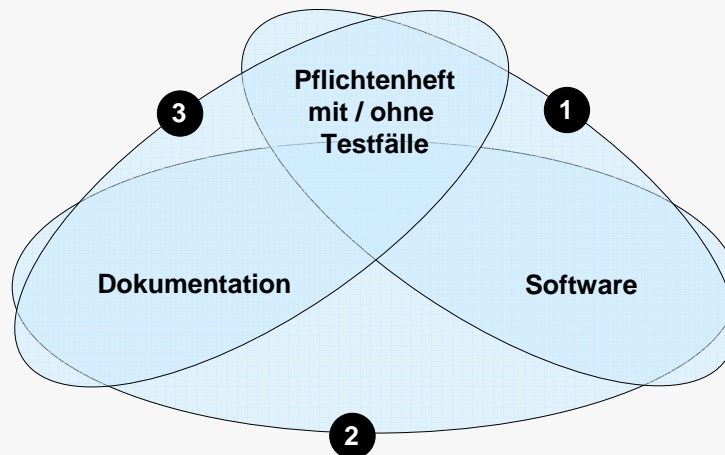 Pflichtenheft
mit / ohne
Testfälle
3
1
Dokumentation
Software
2